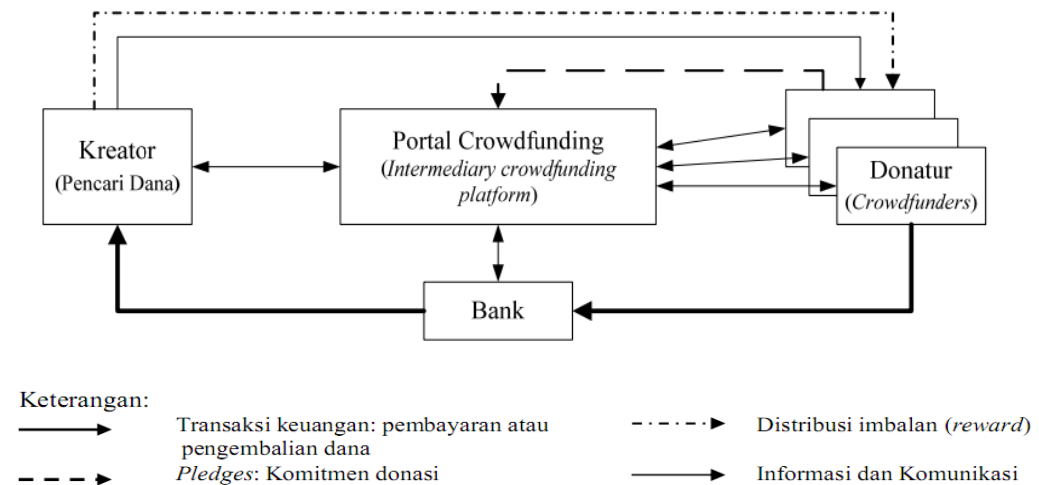 Kreator
(Pencari Dana)
Portal Crowdfunding
(Intermediary crowdfunding
platform)
Donatur
(Crowdfunders)
Bank
Keterangan:
Transaksi keuangan: pembayaran atau
pengembalian dana
Pledges: Komitmen donasi
Distribusi imbalan (reward)
Informasi dan Komunikasi